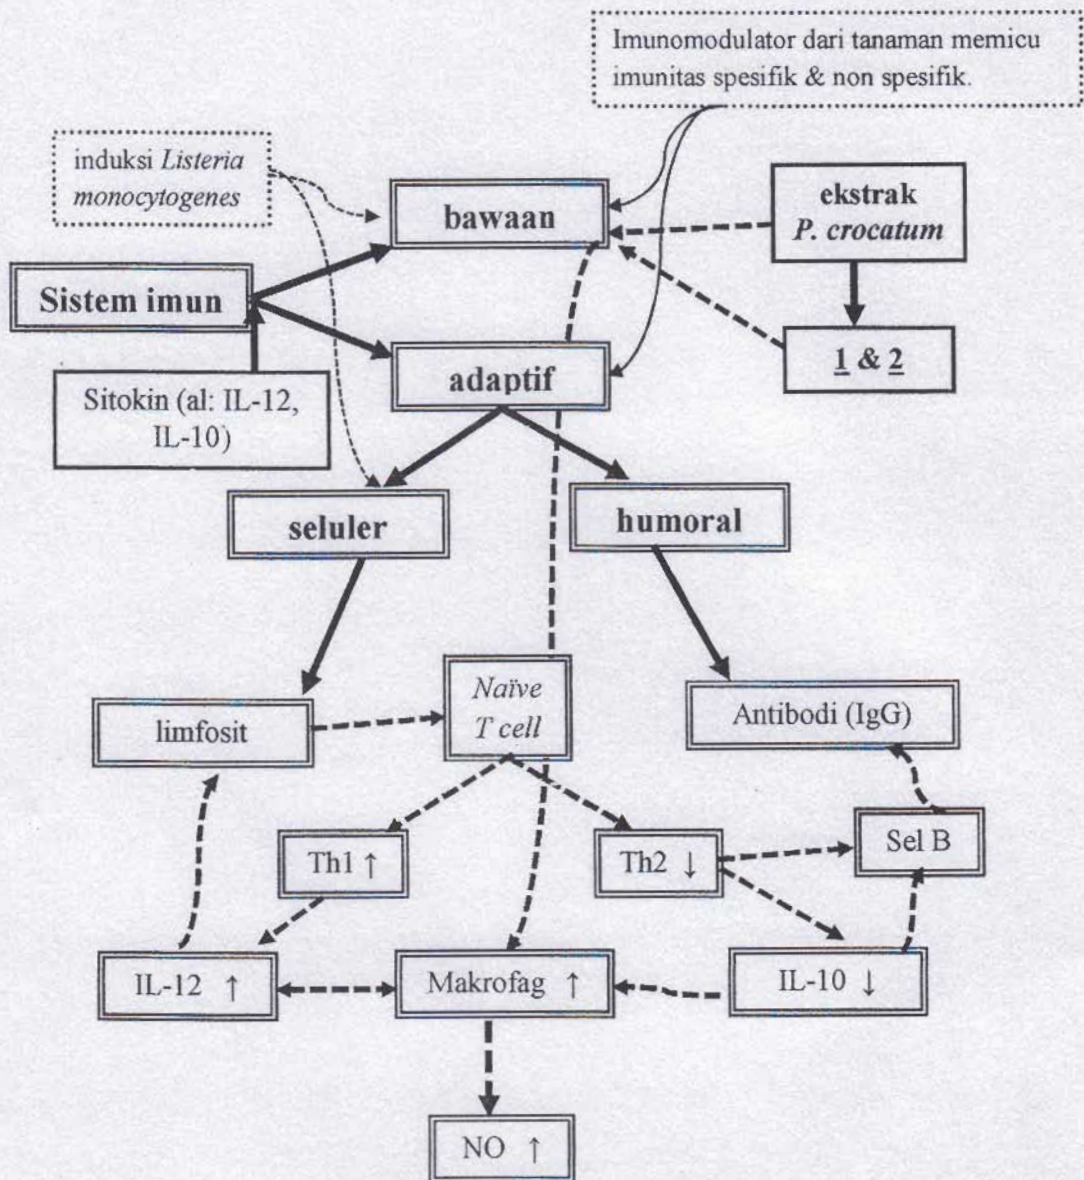 Imunomodulator dari tanaman memicu
imunitas spesifik & non spesifik.
induksi Listeria
monocytogenes
bawaan
ekstrak
P. crocatum
Sistem imun
1 & 2
adaptif
Sitokin (al: IL-12,
IL-10)
seluler
humoral
limfosit
Naïve
T cell
Antibodi (IgG)
Th1 ↑
Th2 ↓
Sel B
IL-12 ↑
Makrofag ↑
IL-10 ↓
NO ↑